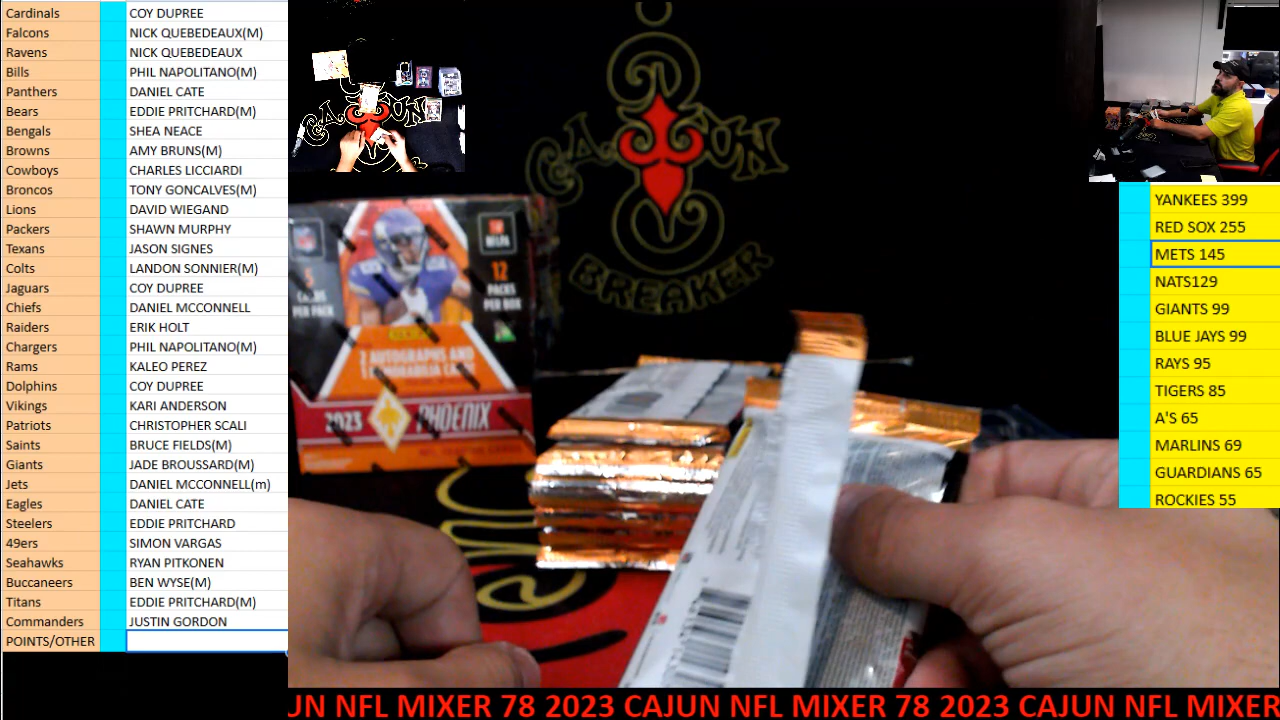 Cardinals COY DUPREE
Falcons NICK QUEBEDEAUX(M)
Ravens NICK QUEBEDEAUX
Bills PHIL NAPOLITANO(M)
Panthers DANIEL CATE
Bears EDDIE PRITCHARD(M)
Bengals SHEA NEACE
Browns AMY BRUNS(M)
Cowboys CHARLES LICCIARDI
Broncos TONY GONCALVES(M)
Lions DAVID WIEGAND
Packers SHAWN MURPHY
Texans JASON SIGNES
Colts LANDON SONNIER(M)
Jaguars COY DUPREE
Chiefs DANIEL MCCONNELL
Raiders ERIK HOLT
Chargers PHIL NAPOLITANO(M)
Rams KALEO PEREZ
Dolphins COY DUPREE
Vikings KARI ANDERSON
Patriots CHRISTOPHER SCALI
Saints BRUCE FIELDS(M)
Giants JADE BROUSSARD(M)
Jets DANIEL MCCONNELL(m)
Eagles DANIEL CATE
Steelers EDDIE PRITCHARD
49ers SIMON VARGAS
Seahawks RYAN PITKONEN
Buccaneers BEN WYSE(M)
Titans EDDIE PRITCHARD(M)
Commanders JUSTIN GORDON
POINTS/OTHER
CAJUN
BREAKER
12
PACKS
PER BOX
CARDS
PER PACK
2 AUTOGRAPHS AND
1 MEMORABILIA CARD
2023 PHOENIX
YANKEES 399
RED SOX 255
METS 145
NATS129
GIANTS 99
BLUE JAYS 99
RAYS 95
TIGERS 85
A'S 65
MARLINS 69
GUARDIANS 65
ROCKIES 55
JUN NFL MIXER 78 2023 CAJUN NFL MIXER 78 2023 CAJUN NFL MIXER